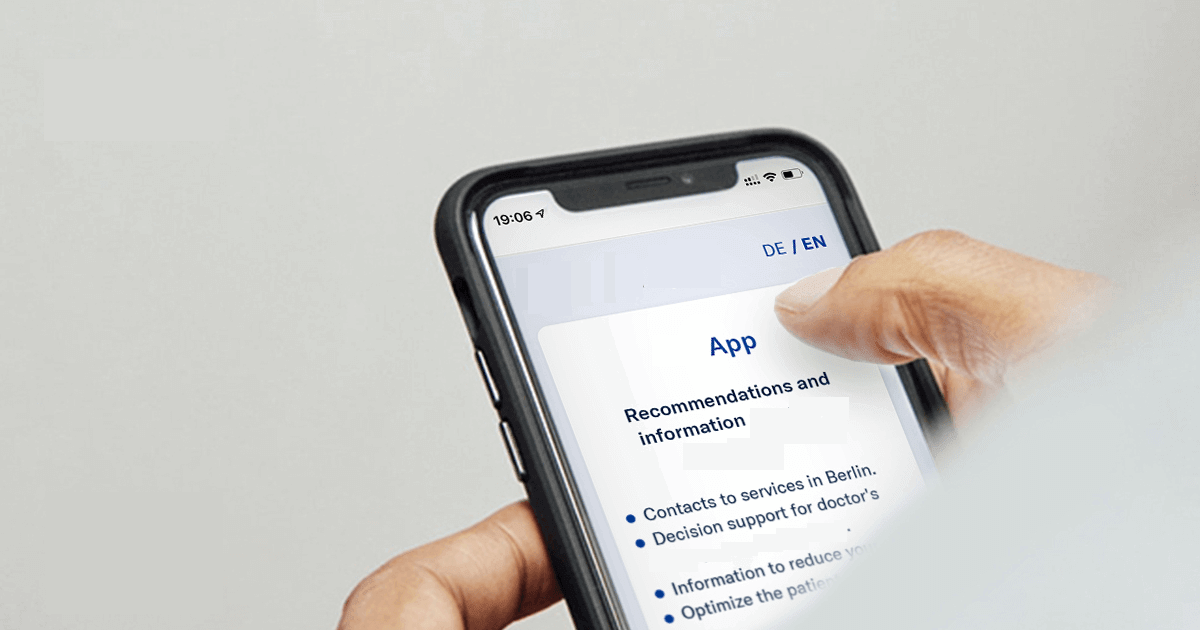 19:06
DE / EN
App
Recommendations and
information
Contacts to services in Berlin.
Decision support for doctor's
Information to reduce
Optimize the